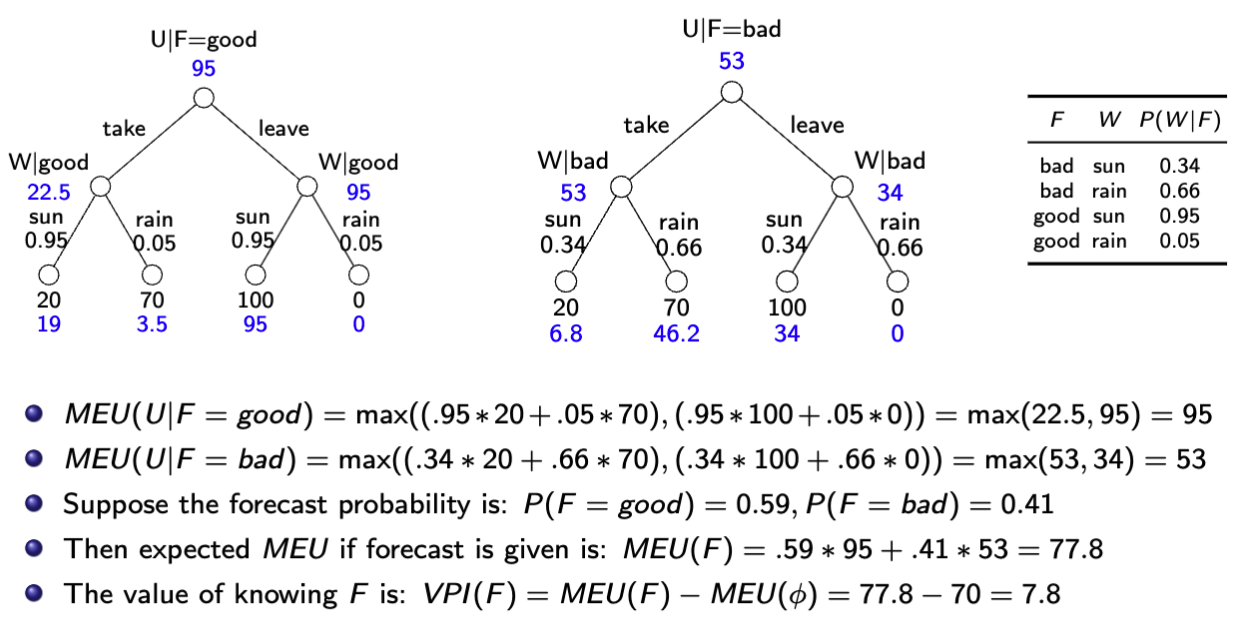 U|F=good
95
take
leave
W|good
22.5
W|good
95
sun
0.95
rain
0.05
sun
0.95
rain
0.05
20
19
70
3.5
100
95
0
0
U|F=bad
53
take
leave
W|bad
53
W|bad
34
sun
0.34
rain
0.66
sun
0.34
rain
0.66
20
6.8
70
46.2
100
34
0
0
F W P(W|F)
bad sun 0.34
bad rain 0.66
good sun 0.95
good rain 0.05
MEU(U|F = good) = max((.95∗20+.05∗70), (.95∗100+.05∗0)) = max(22.5, 95) = 95
MEU(U|F = bad) = max((.34 ∗ 20 + .66 ∗ 70), (.34 ∗ 100 + .66 ∗ 0)) = max(53, 34) = 53
Suppose the forecast probability is: P(F = good) = 0.59, P(F = bad) = 0.41
Then expected MEU if forecast is given is: MEU(F) = .59 ∗ 95 + .41 ∗ 53 = 77.8
The value of knowing F is: VPI(F) = MEU(F) − MEU(ϕ) = 77.8 − 70 = 7.8